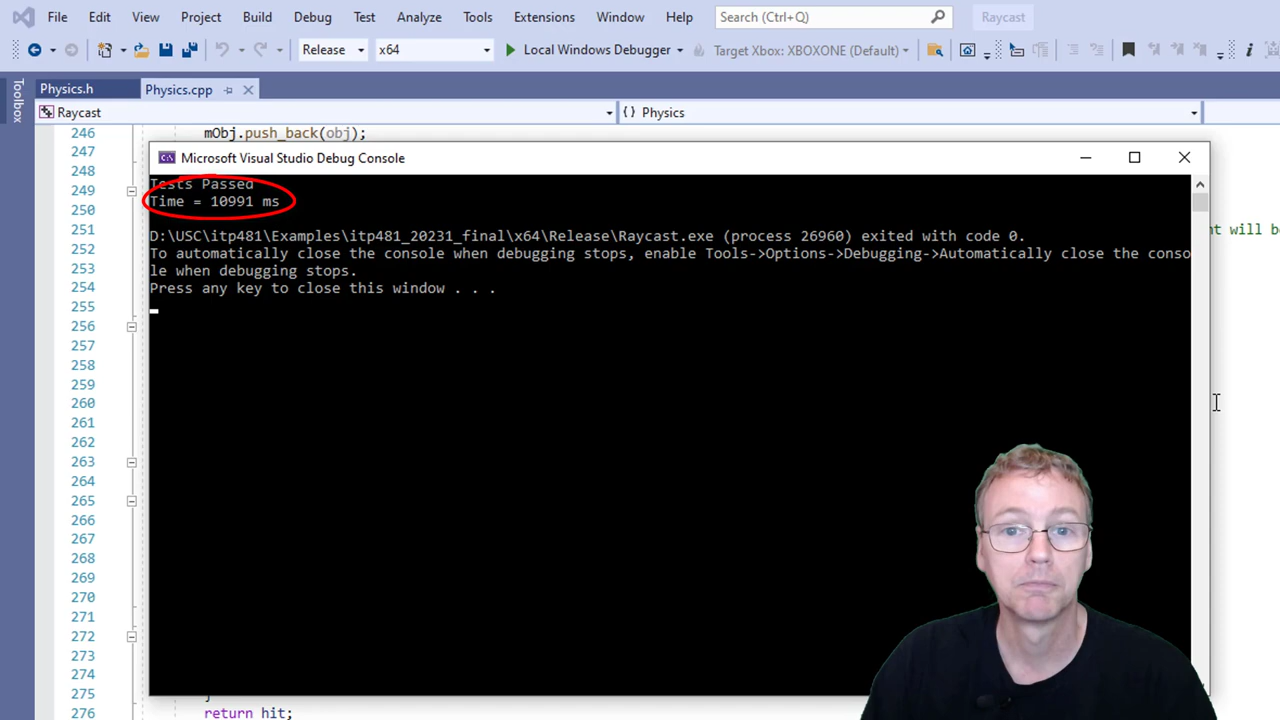 File Edit View Project Build Debug Test Analyze Tools Extensions Window Help Search (Ctrl+Q) Raycast
Release x64 Local Windows Debugger Target Xbox: XBOXONE (Default)
Toolbox
Physics.h Physics.cpp
Raycast {} Physics
246 mObj.push_back(obj);
247
Microsoft Visual Studio Debug Console
248
Tests Passed
249
Time = 10991 ms
250
251 nt will be
D:\USC\itp481\Examples\itp481_20231_final\x64\Release\Raycast.exe (process 26960) exited with code 0.
252
To automatically close the console when debugging stops, enable Tools->Options->Debugging->Automatically close the conso
253
le when debugging stops.
254
Press any key to close this window . . .
255
256
257
258
259
260
261
262
263
264
265
266
267
268
269
270
271
272
273
274
275 }
276 return hit;